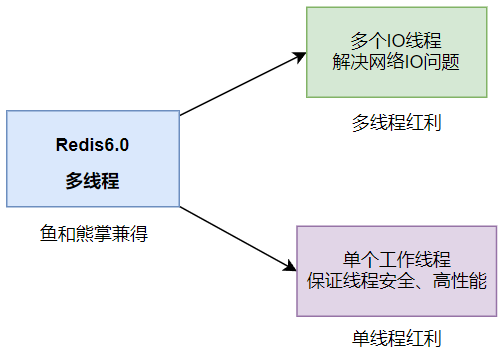 多个IO线程
解决网络IO问题
多线程红利
Redis6.0
多线程
鱼和熊掌兼得
单个工作线程
保证线程安全、高性能
单线程红利